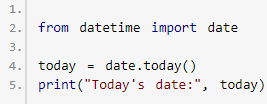 1.
2. from datetime import date
3.
4. today = date.today()
5. print("Today's date:", today)